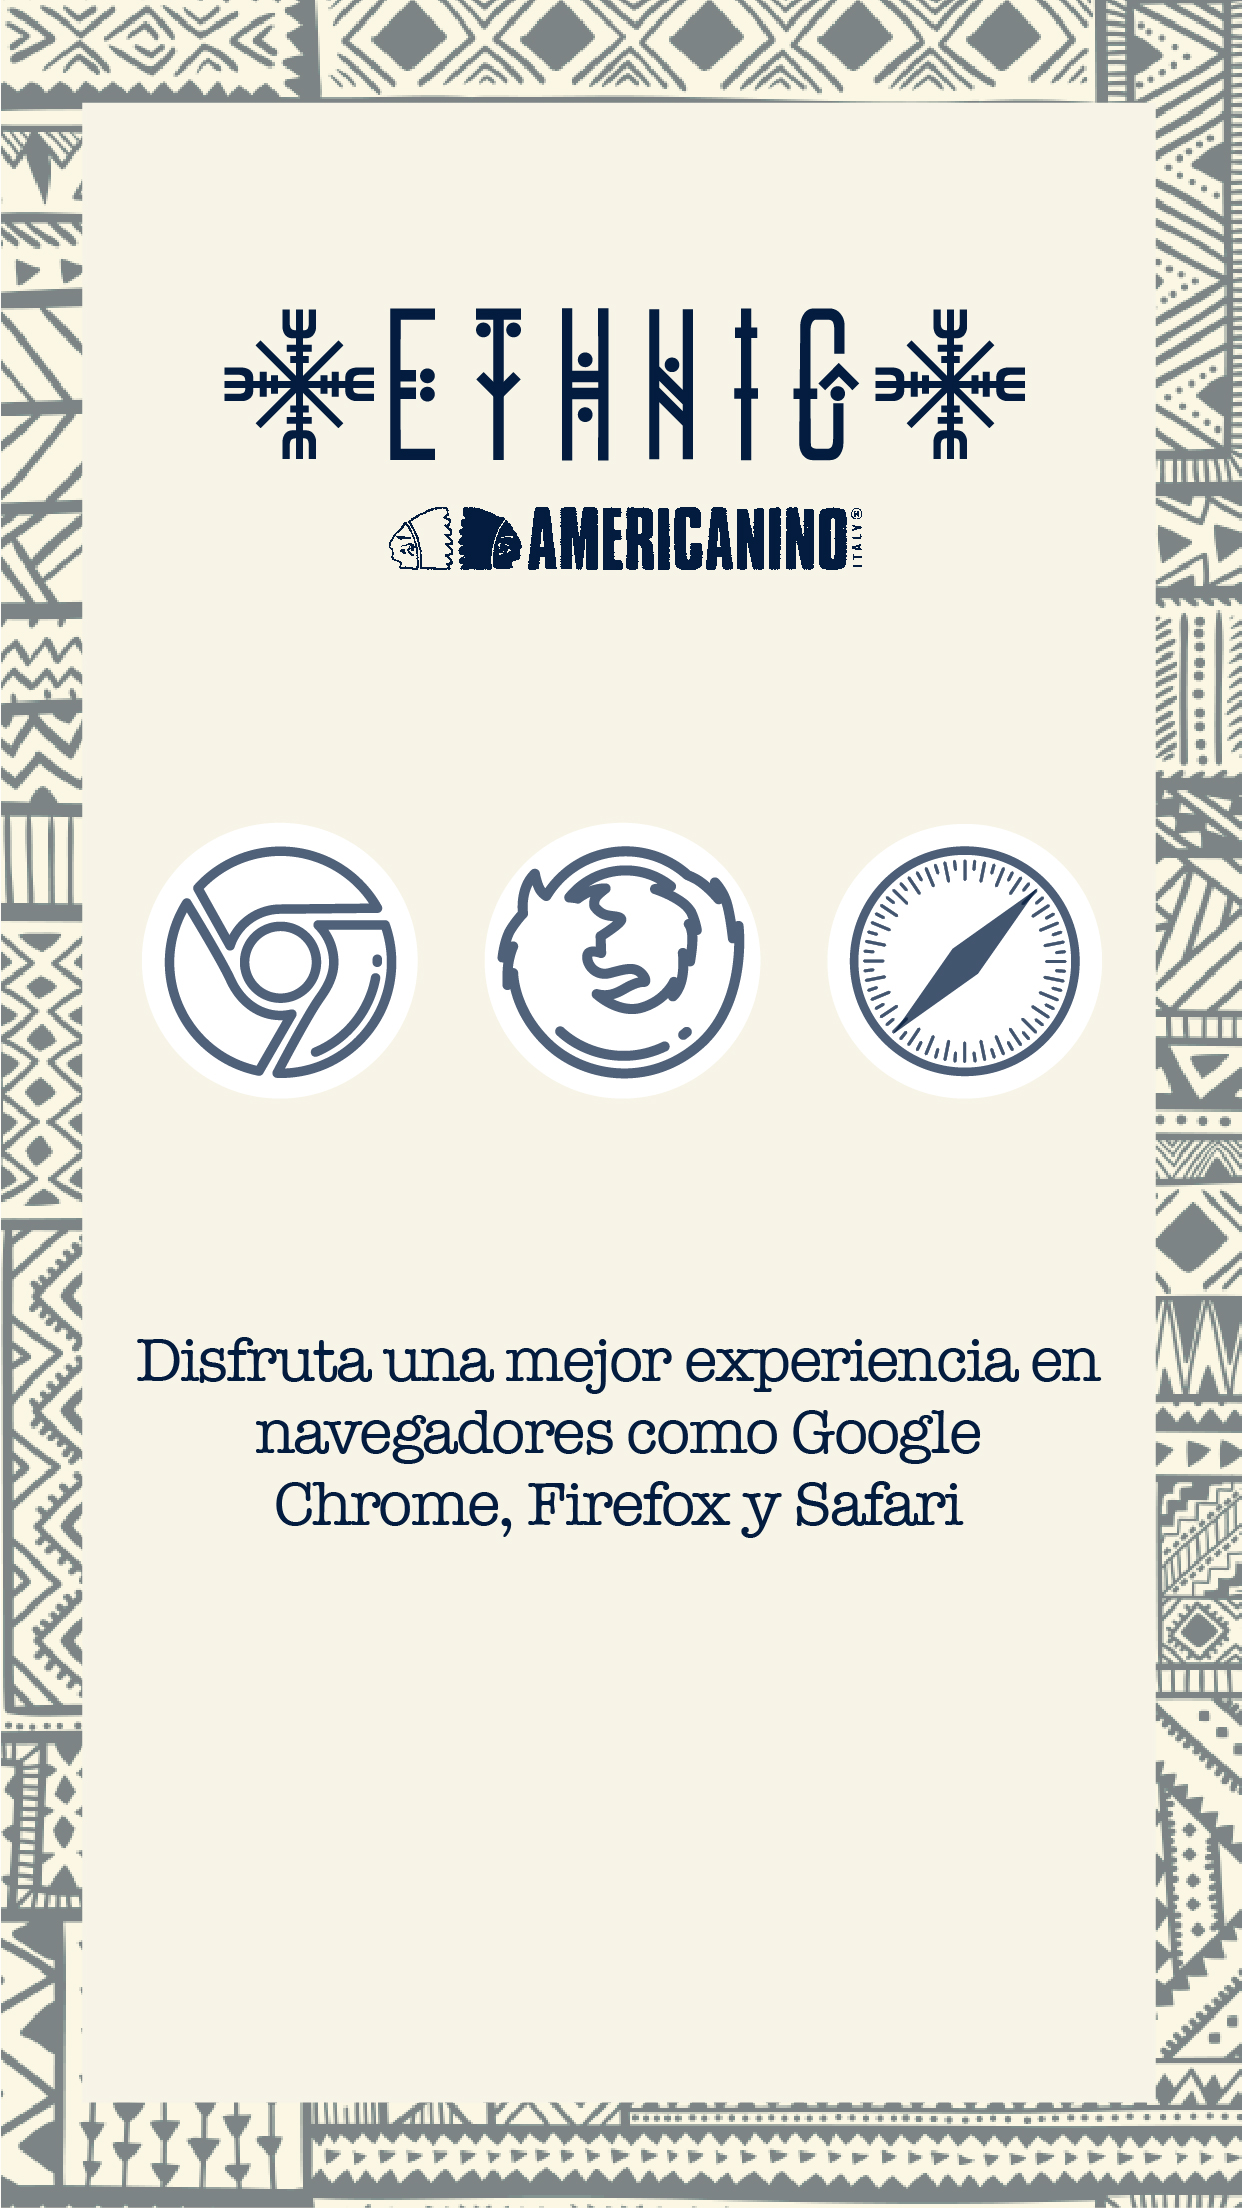 ETHNIC
AMERICANINO ITALY®
Disfruta una mejor experiencia en
navegadores como Google
Chrome, Firefox y Safari